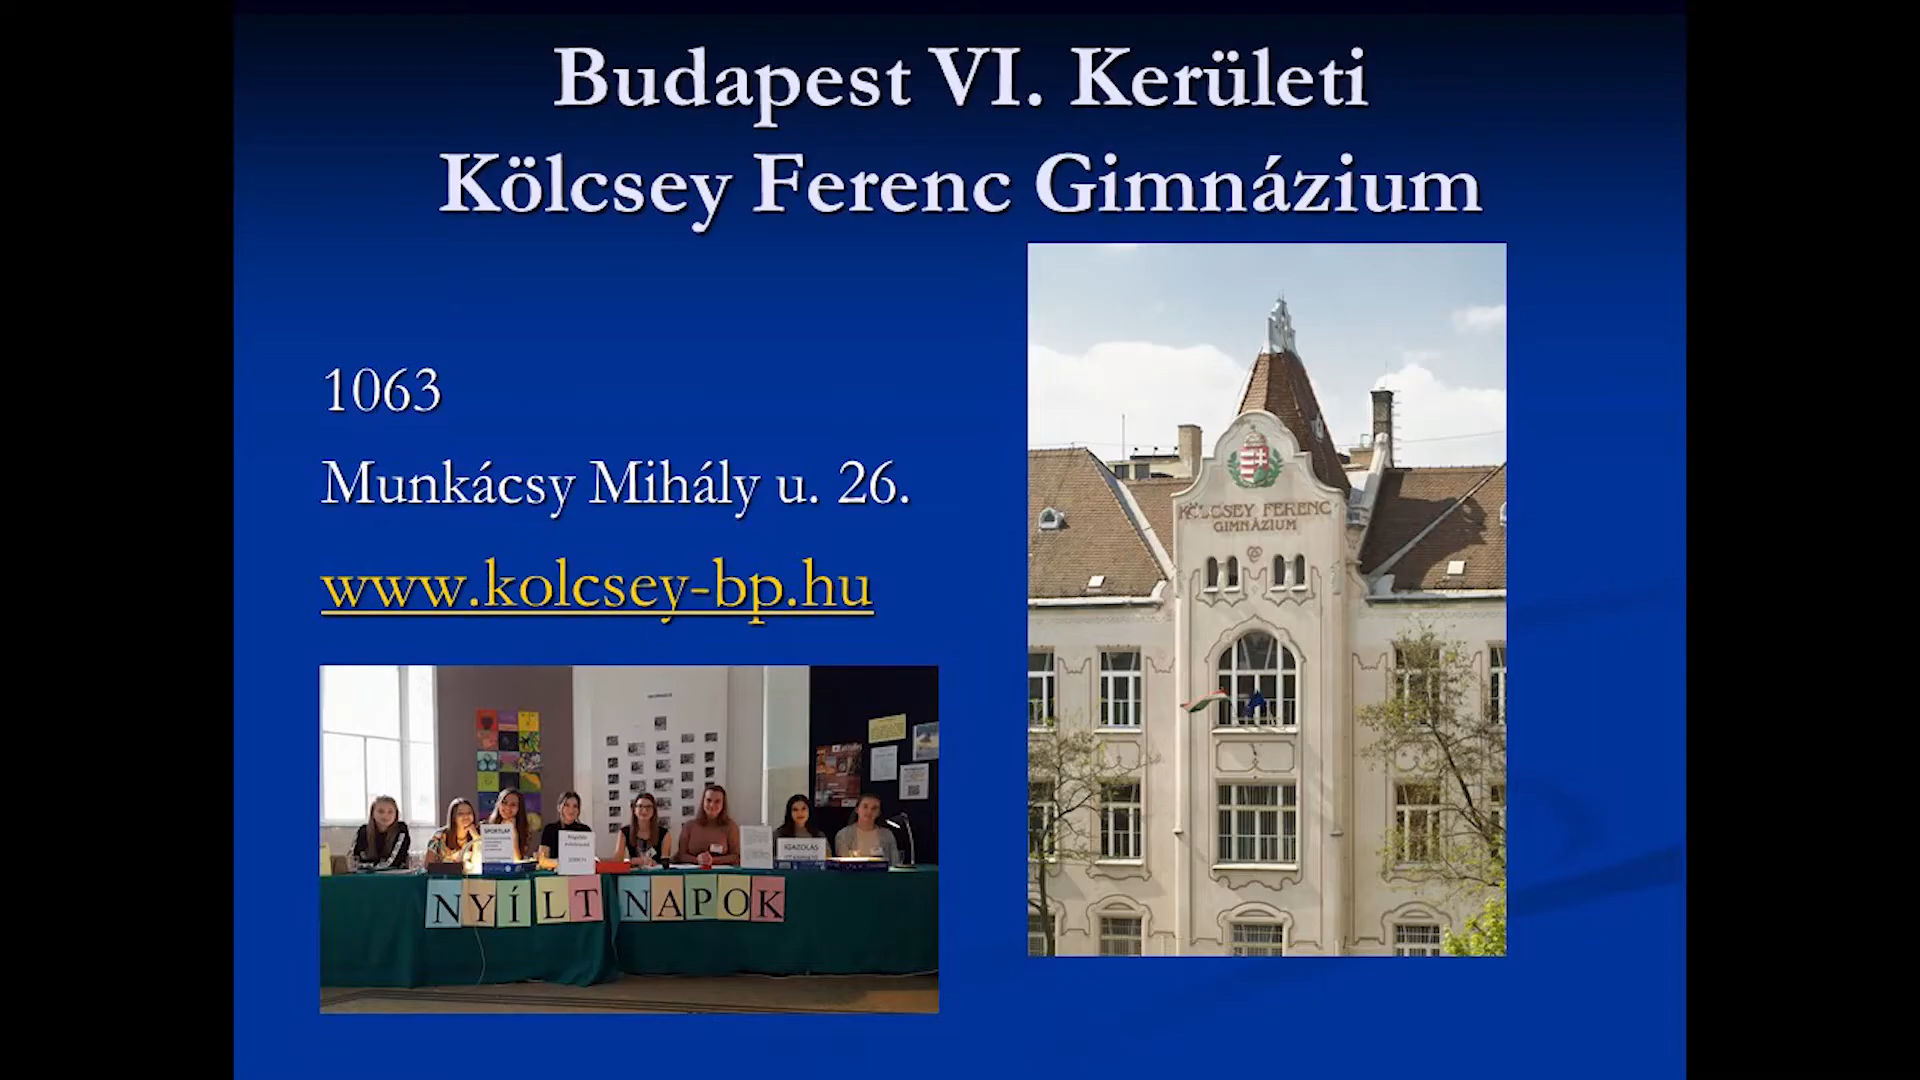 Budapest VI. Kerületi
Kölcsey Ferenc Gimnázium
1063
Munkácsy Mihály u. 26.
www.kolcsey-bp.hu
KÖLCSEY FERENC
GIMNÁZIUM
SPORTLAP
IGAZOLÁS
NYÍLT NAPOK